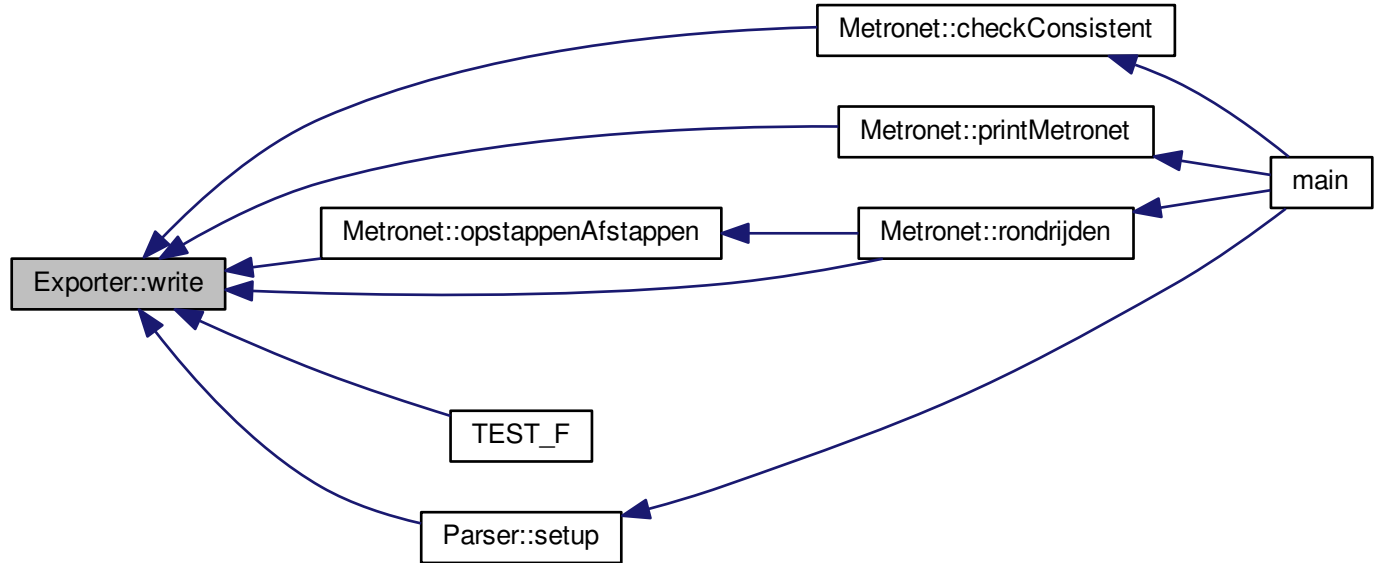 Metronet::checkConsistent
Metronet::printMetronet
main
Metronet::opstappenAfstappen
Metronet::rondrijden
Exporter::write
TEST_F
Parser::setup